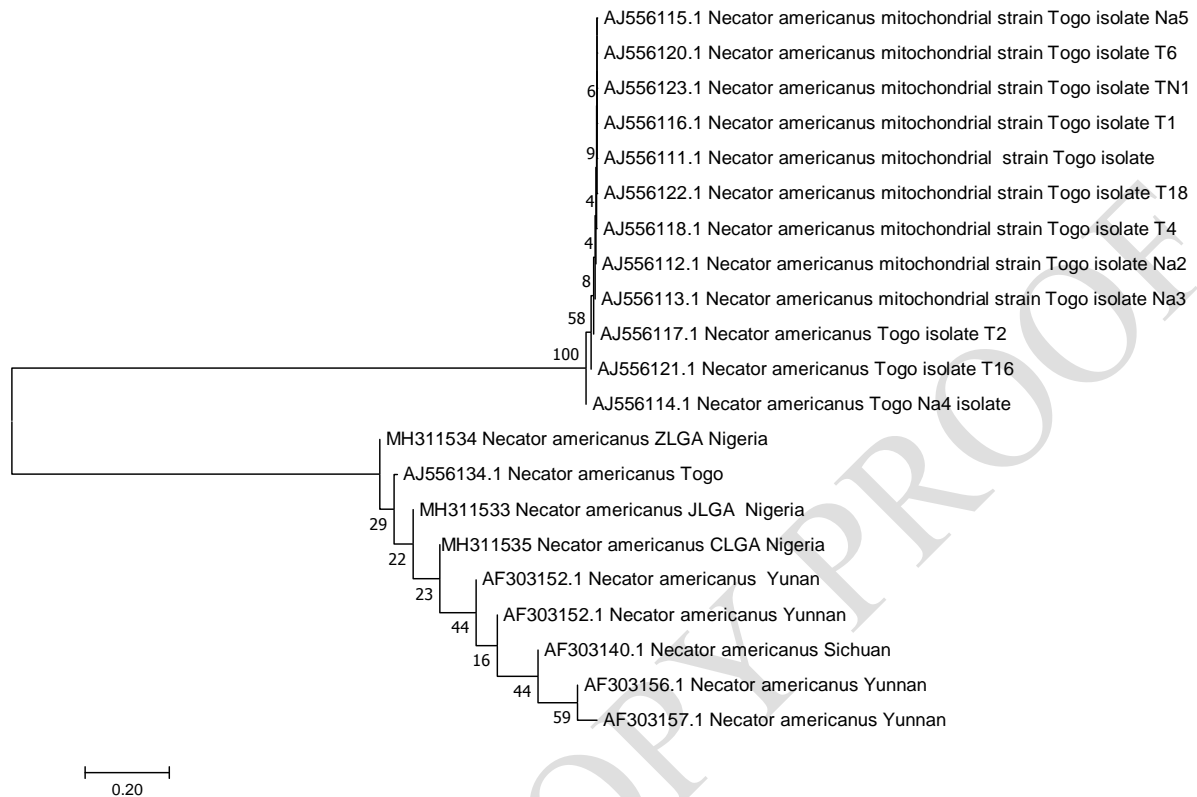 AJ556115.1 Necator americanus mitochondrial strain Togo isolate Na5
AJ556120.1 Necator americanus mitochondrial strain Togo isolate T6
6
AJ556123.1 Necator americanus mitochondrial strain Togo isolate TN1
AJ556116.1 Necator americanus mitochondrial strain Togo isolate T1
9
AJ556111.1 Necator americanus mitochondrial strain Togo isolate
AJ556122.1 Necator americanus mitochondrial strain Togo isolate T18
4
AJ556118.1 Necator americanus mitochondrial strain Togo isolate T4
4
AJ556112.1 Necator americanus mitochondrial strain Togo isolate Na2
8
AJ556113.1 Necator americanus mitochondrial strain Togo isolate Na3
58
AJ556117.1 Necator americanus Togo isolate T2
100
AJ556121.1 Necator americanus Togo isolate T16
AJ556114.1 Necator americanus Togo Na4 isolate
MH311534 Necator americanus ZLGA Nigeria
AJ556134.1 Necator americanus Togo
MH311533 Necator americanus JLGA Nigeria
29
MH311535 Necator americanus CLGA Nigeria
22
AF303152.1 Necator americanus Yunan
23
AF303152.1 Necator americanus Yunnan
44
AF303140.1 Necator americanus Sichuan
16
AF303156.1 Necator americanus Yunnan
44
AF303157.1 Necator americanus Yunnan
59
0.20
OPY PROOF